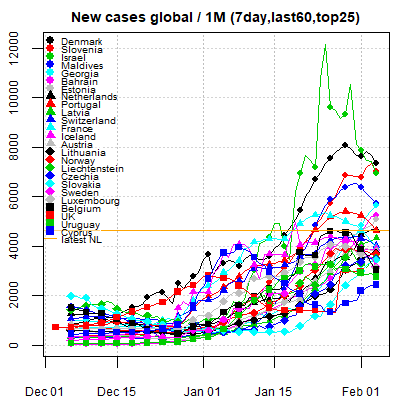 New cases global / 1M (7day,last60,top25)
12000
10000
8000
6000
4000
2000
0
Denmark
Slovenia
Israel
Maldives
Georgia
Bahrain
Estonia
Netherlands
Portugal
Latvia
Switzerland
France
Iceland
Austria
Lithuania
Norway
Liechtenstein
Czechia
Slovakia
Sweden
Luxembourg
Belgium
UK
Uruguay
Cyprus
latest NL
Dec 01
Dec 15
Jan 01
Jan 15
Feb 01